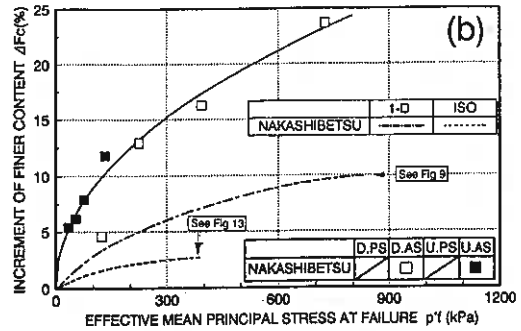 (b)
INCREMENT OF FINER CONTENT ΔFc(%)
25
20
15
10
5
0
1-D ISO
NAKASHIBETSU
See Fig 9
See Fig 13
D.PS D.AS U.PS U.AS
NAKASHIBETSU
0 300 600 900 1200
EFFECTIVE MEAN PRINCIPAL STRESS AT FAILURE p'f (kPa)